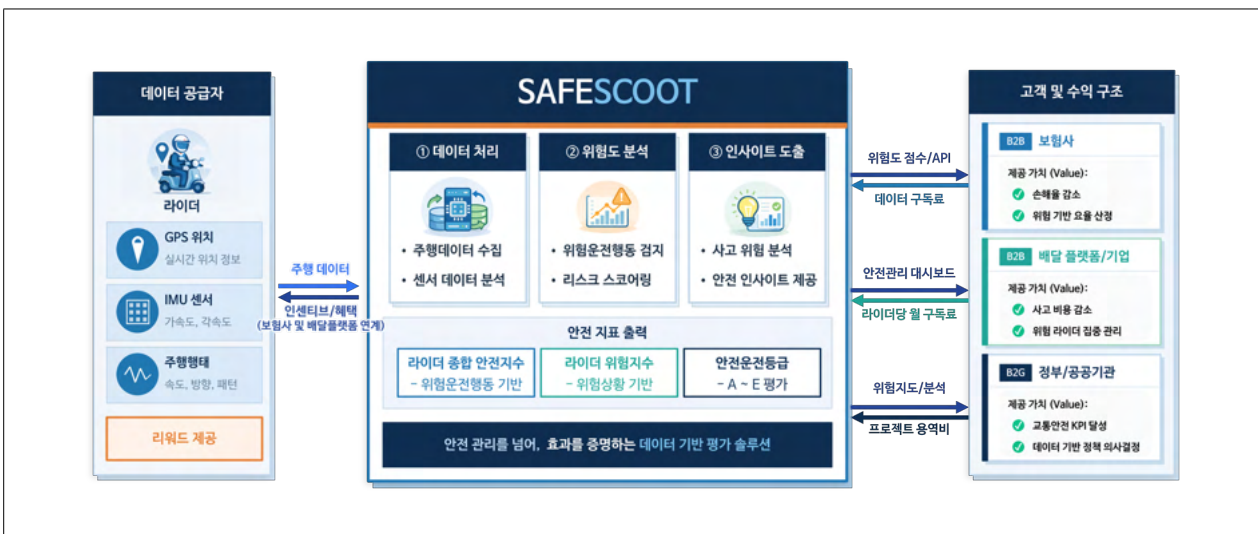 데이터 공급자
라이더
GPS 위치
실시간 위치 정보
IMU 센서
가속도, 각속도
주행행태
속도, 방향, 패턴
리워드 제공
주행 데이터
인센티브/혜택
(보험사 및 배달플랫폼 연계)
SAFESCOOT
① 데이터 처리
• 주행데이터 수집
• 센서 데이터 분석
② 위험도 분석
• 위험운전행동 검지
• 리스크 스코어링
③ 인사이트 도출
• 사고 위험 분석
• 안전 인사이트 제공
안전 지표 출력
라이더 종합 안전지수
- 위험운전행동 기반
라이더 위험지수
- 위험상황 기반
안전운전등급
- A ~ E 평가
안전 관리를 넘어, 효과를 증명하는 데이터 기반 평가 솔루션
위험도 점수/API
데이터 구독료
안전관리 대시보드
라이더당 월 구독료
위험지도/분석
프로젝트 용역비
고객 및 수익 구조
B2B 보험사
제공 가치 (Value):
손해율 감소
위험 기반 요율 산정
B2B 배달 플랫폼/기업
제공 가치 (Value):
사고 비용 감소
위험 라이더 집중 관리
B2G 정부/공공기관
제공 가치 (Value):
교통안전 KPI 달성
데이터 기반 정책 의사결정